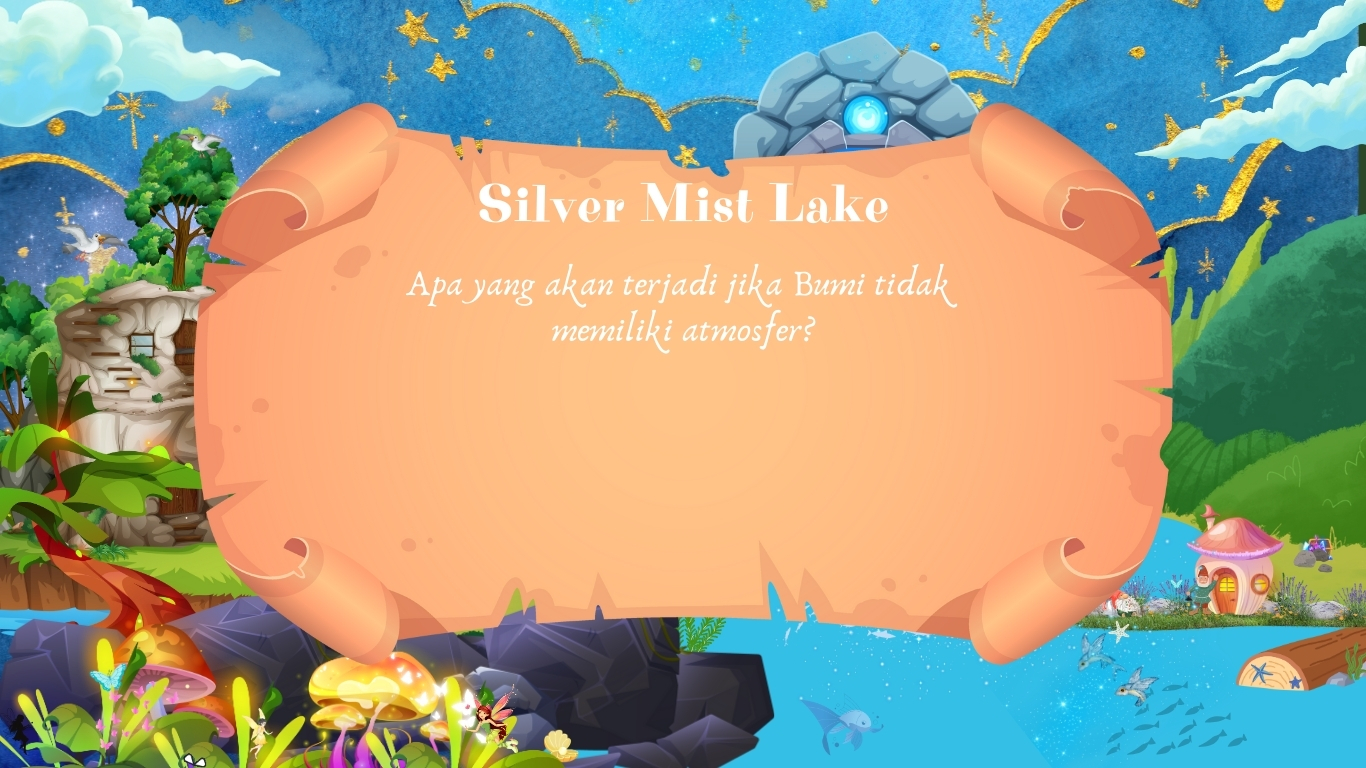 Silver Mist Lake
Apa yang akan terjadi jika Bumi tidak
memiliki atmosfer?